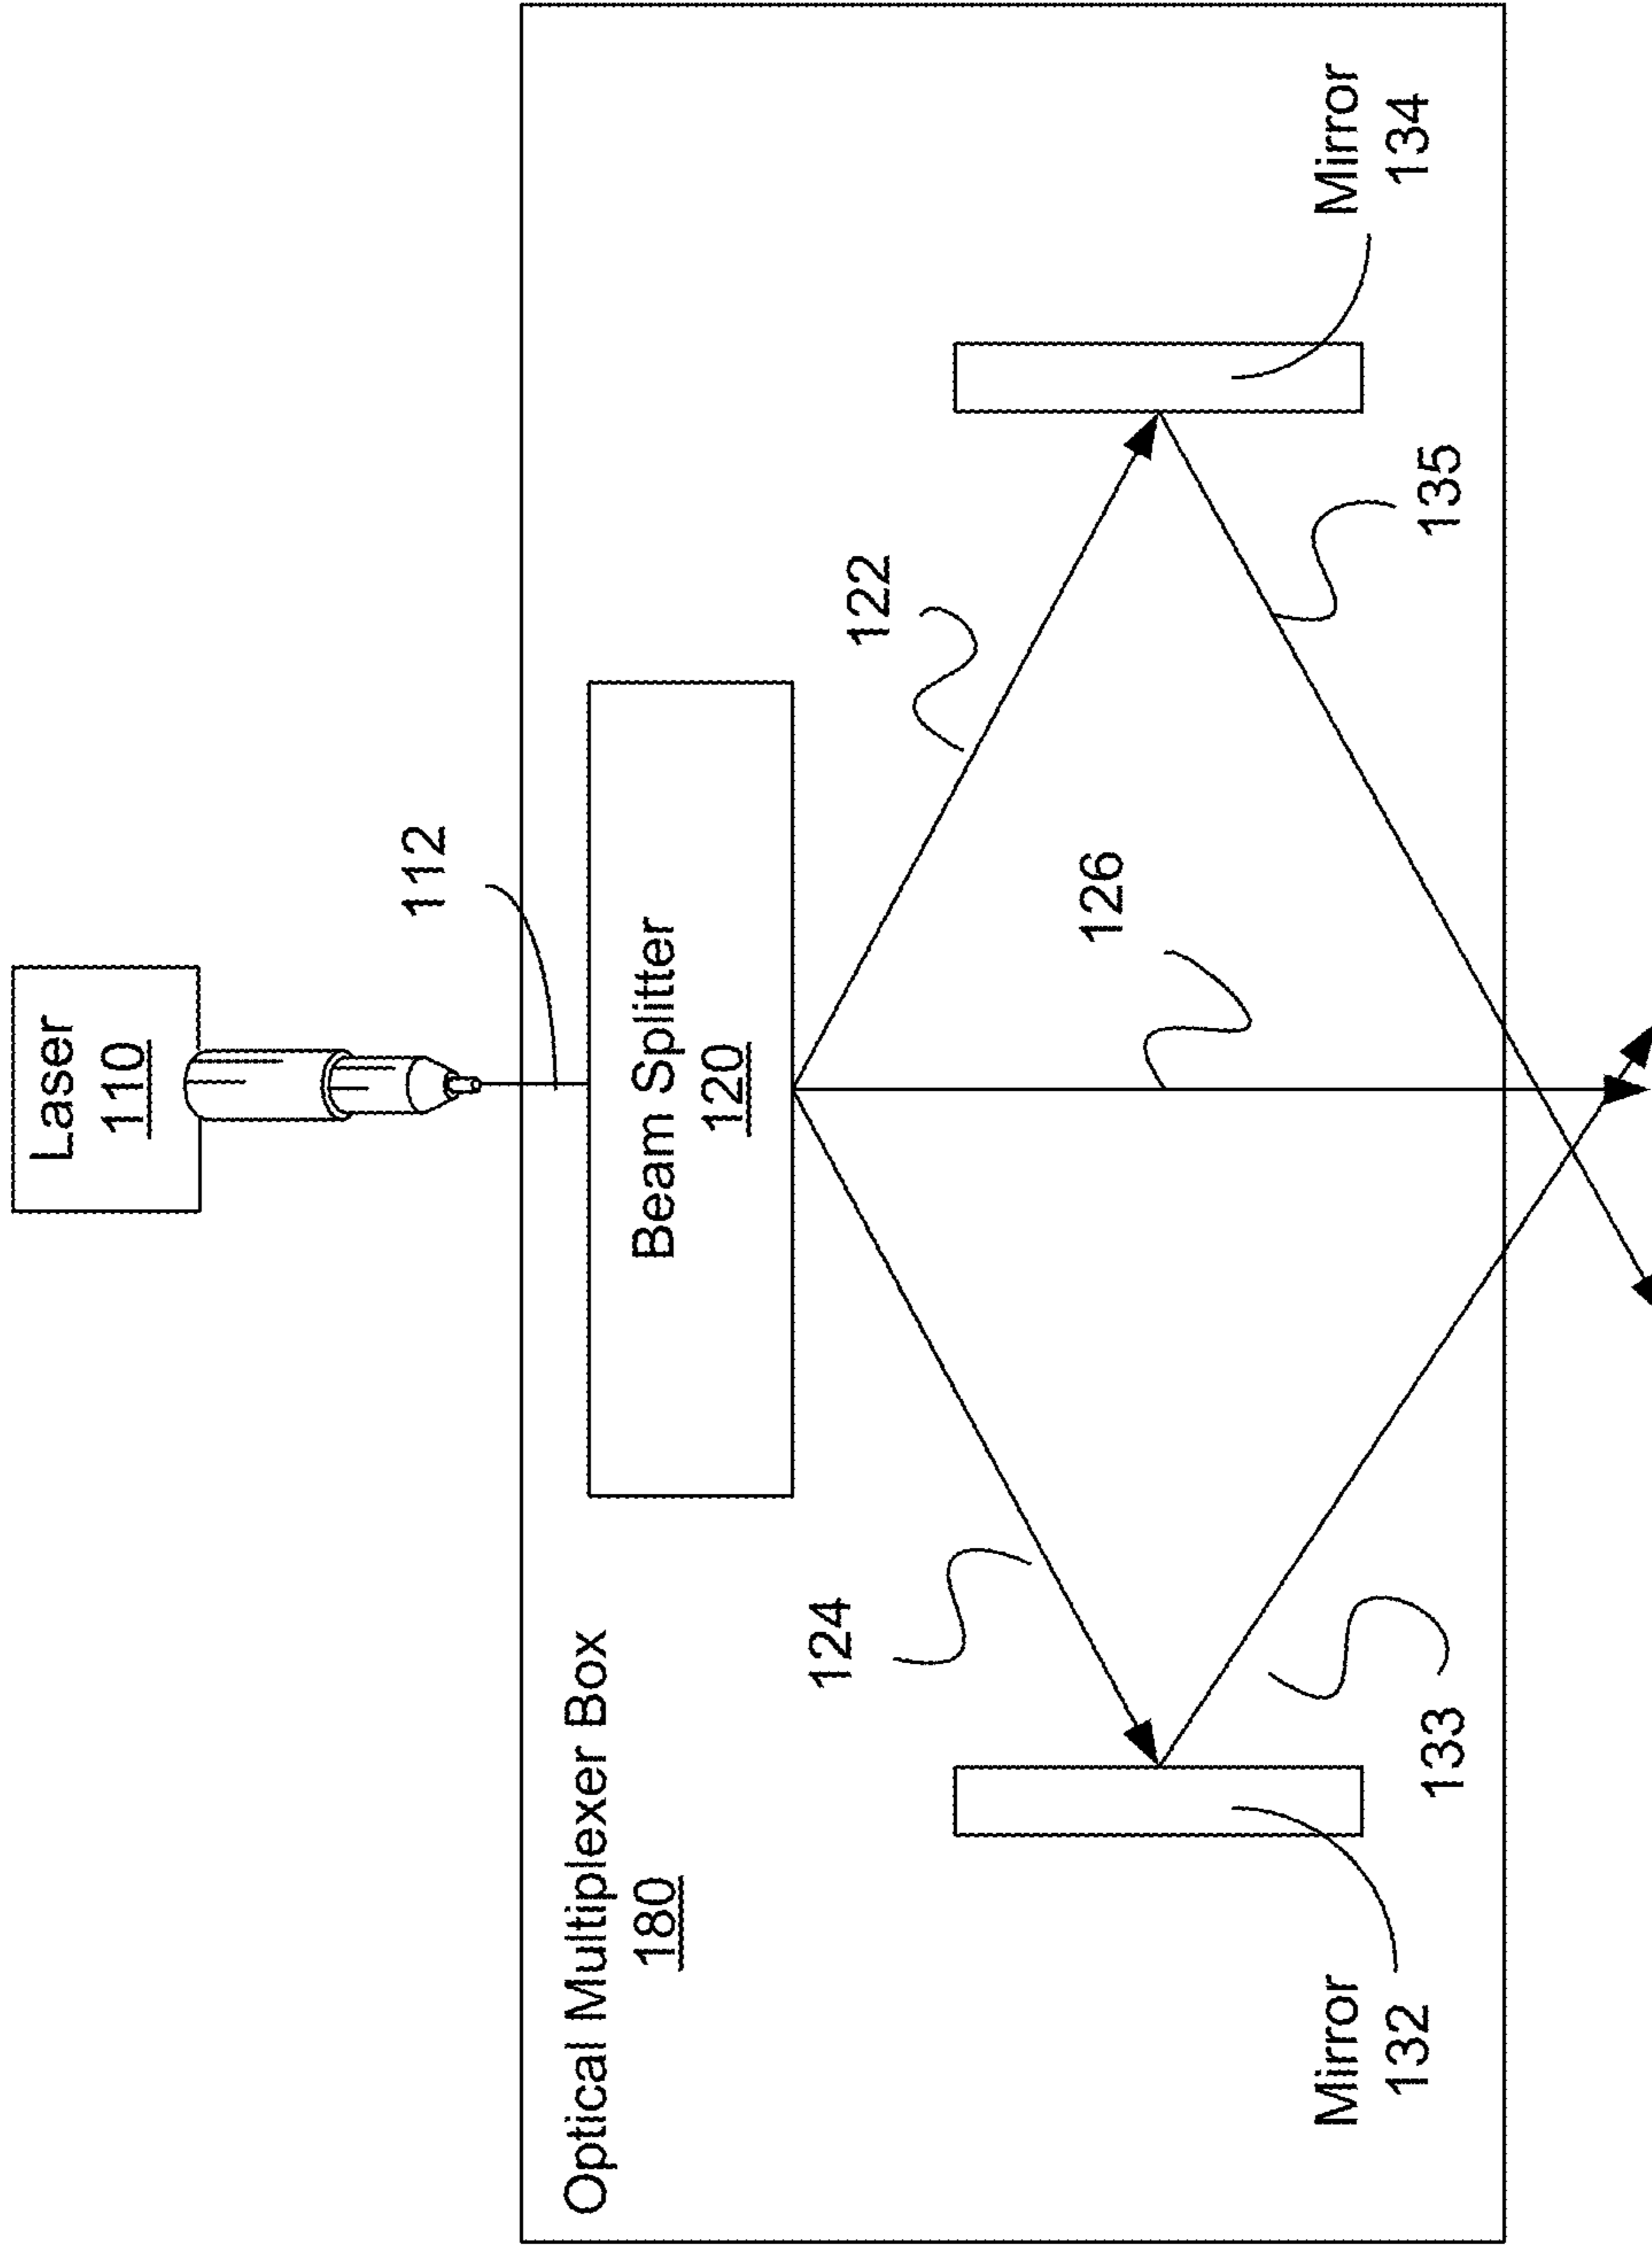 Laser
110
112
Optical Multiplexer Box
180
Beam Splitter
120
124
122
126
Mirror
132
133
135
Mirror
134